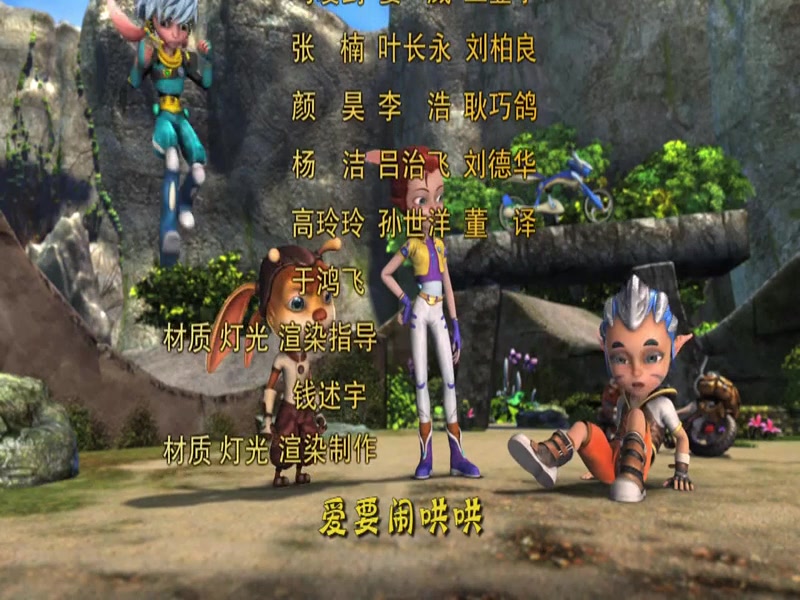 张　楠 叶长永 刘柏良
颜　昊 李　浩 耿巧鸽
杨　洁 吕治飞 刘德华
高玲玲 孙世洋 董　译
于鸿飞
材质 灯光 渲染指导
钱述宇
材质 灯光 渲染制作
爱要闹哄哄